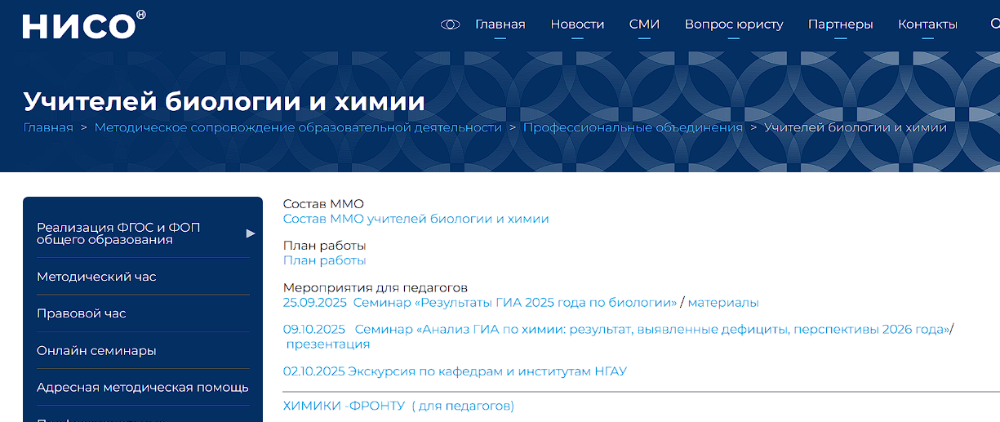 НИСО
Главная Новости СМИ Вопрос юристу Партнеры Контакты
Учителей биологии и химии
Главная > Методическое сопровождение образовательной деятельности > Профессиональные объединения > Учителей биологии и химии
Реализация ФГОС и ФОП
общего образования
Методический час
Правовой час
Онлайн семинары
Адресная методическая помощь
Состав ММО
Состав ММО учителей биологии и химии
План работы
План работы
Мероприятия для педагогов
25.09.2025 Семинар «Результаты ГИА 2025 года по биологии» / материалы
09.10.2025 Семинар «Анализ ГИА по химии: результат, выявленные дефициты, перспективы 2026 года»/
презентация
02.10.2025 Экскурсия по кафедрам и институтам НГАУ
ХИМИКИ -ФРОНТУ ( для педагогов)